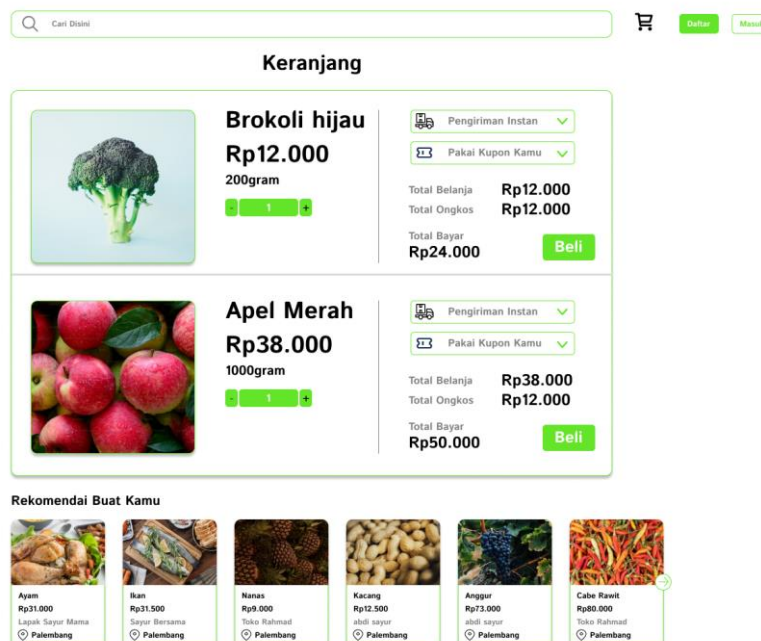 Cari Disini
Daftar
Masuk
Keranjang
Brokoli hijau
Rp12.000
200gram
- 1 +
Pengiriman Instan
Pakai Kupon Kamu
Total Belanja Rp12.000
Total Ongkos Rp12.000
Total Bayar
Rp24.000
Beli
Apel Merah
Rp38.000
1000gram
- 1 +
Pengiriman Instan
Pakai Kupon Kamu
Total Belanja Rp38.000
Total Ongkos Rp12.000
Total Bayar
Rp50.000
Beli
Rekomendai Buat Kamu
Ayam
Rp31.000
Lapak Sayur Mama
Palembang
Ikan
Rp31.500
Sayur Bersama
Palembang
Nanas
Rp9.000
Toko Rahmad
Palembang
Kacang
Rp12.500
abdi sayur
Palembang
Anggur
Rp73.000
abdi sayur
Palembang
Cabe Rawit
Rp80.000
Toko Rahmad
Palembang